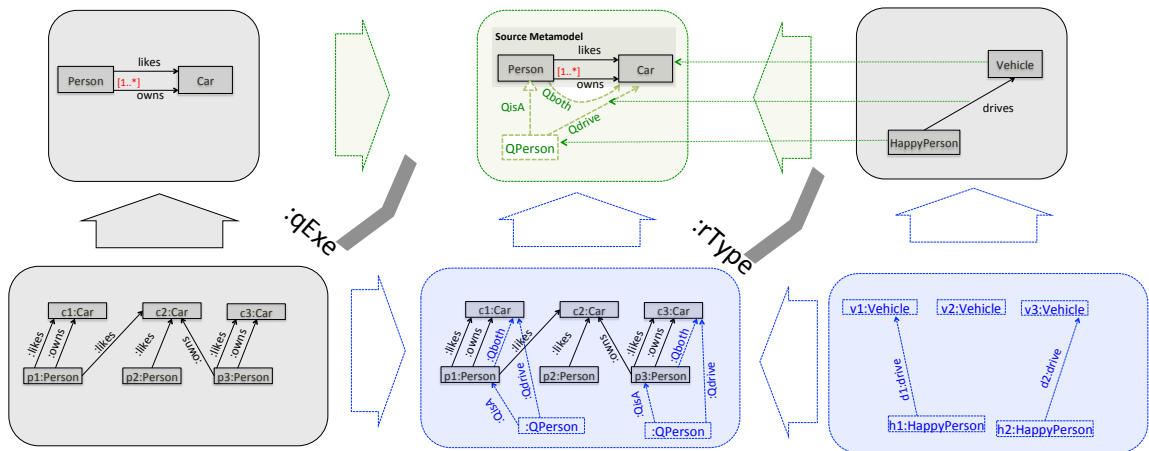 likes
Person
[1..*]
Car
owns
Source Metamodel
likes
Person
[1..*]
Car
owns
Qboth
QisA
Qdrive
QPerson
Vehicle
drives
HappyPerson
:qExe
:rType
c1:Car
c2:Car
c3:Car
:likes
:owns
:likes
:likes
:owns
:likes
:owns
p1:Person
p2:Person
p3:Person
c1:Car
c2:Car
c3:Car
:likes
:owns
:Qboth
:likes
:likes
:owns
:likes
:owns
:Qboth
p1:Person
p2:Person
p3:Person
:QisA
:Qdrive
:QisA
:Qdrive
:QPerson
:QPerson
v1:Vehicle
v2:Vehicle
v3:Vehicle
d1:drive
d2:drive
h1:HappyPerson
h2:HappyPerson